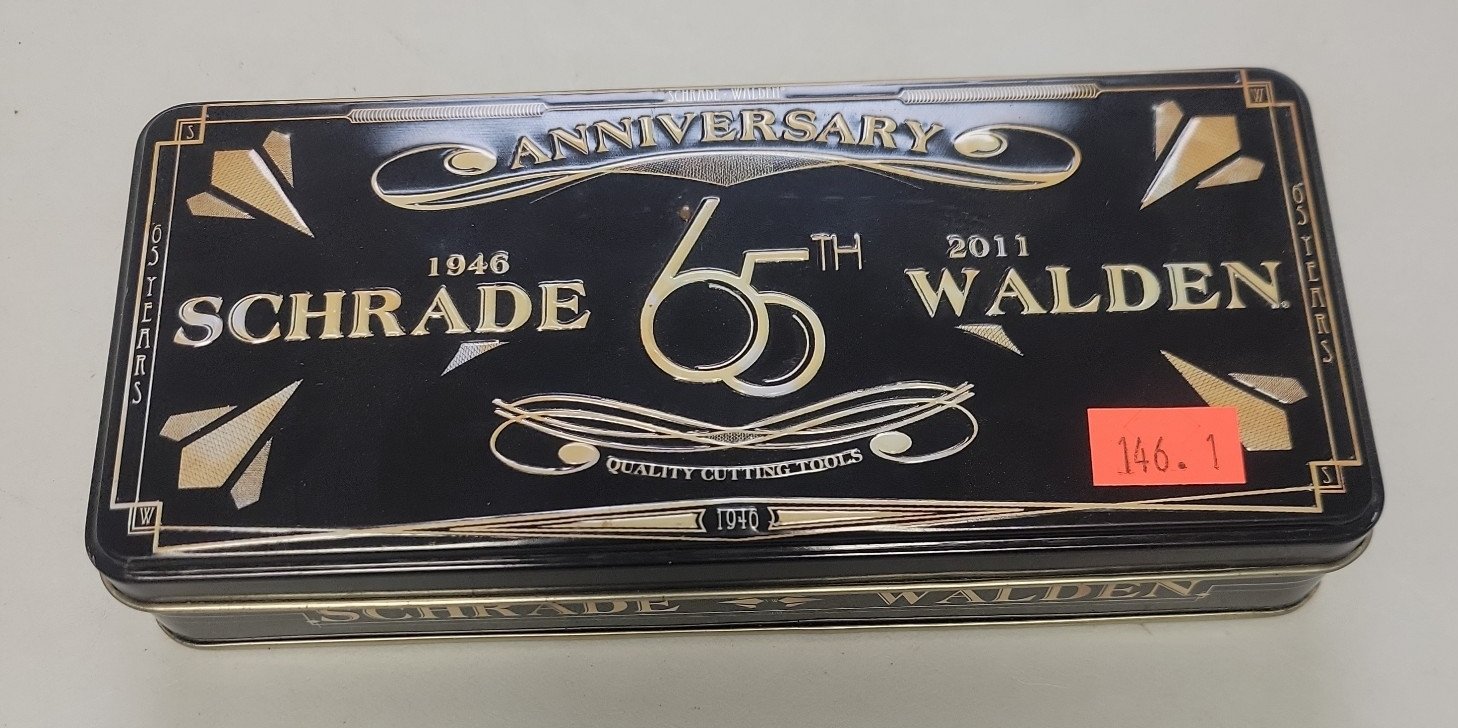 SCHRADE - WALDEN
S
W
ANNIVERSARY
65 YEARS
65 YEARS
1946
2011
SCHRADE
65TH
WALDEN
QUALITY CUTTING TOOLS
146.1
S
W
1946
SCHRADE
WALDEN